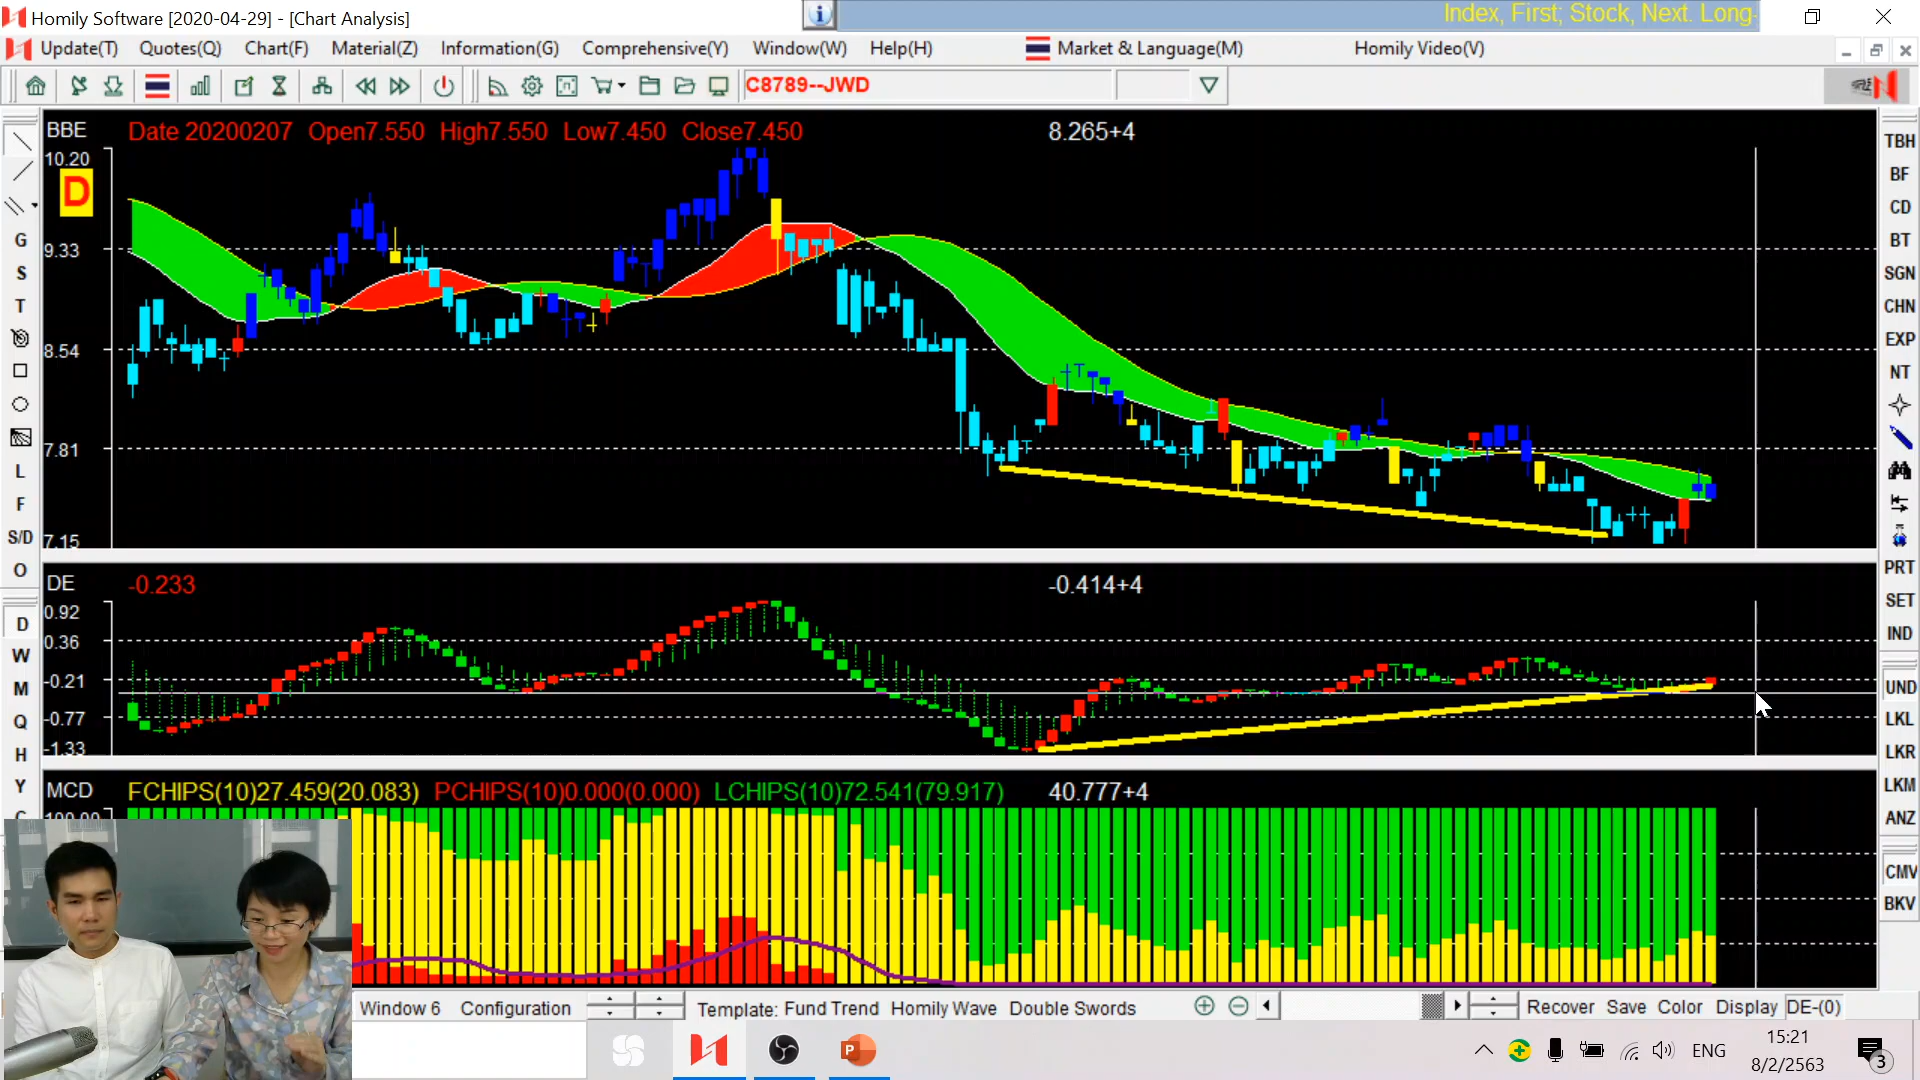 Homily Software [2020-04-29] - [Chart Analysis]
Index, First; Stock, Next. Long-
Update(T) Quotes(Q) Chart(F) Material(Z) Information(G) Comprehensive(Y) Window(W) Help(H) Market & Language(M) Homily Video(V)
C8789--JWD
BBE Date 20200207 Open7.550 High7.550 Low7.450 Close7.450 8.265+4
10.20
D
9.33
8.54
7.81
7.15
DE -0.233 -0.414+4
0.92
0.36
-0.21
-0.77
-1.33
MCD FCHIPS(10)27.459(20.083) PCHIPS(10)0.000(0.000) LCHIPS(10)72.541(79.917) 40.777+4
100.00
G
S
T
L
F
S/D
O
D
W
M
Q
H
Y
TBH
BF
CD
BT
SGN
CHN
EXP
NT
PRT
SET
IND
UND
LKL
LKR
LKM
ANZ
CMV
BKV
Window 6 Configuration Template: Fund Trend Homily Wave Double Swords Recover Save Color Display DE-(0)
ENG
15:21
8/2/2563
3